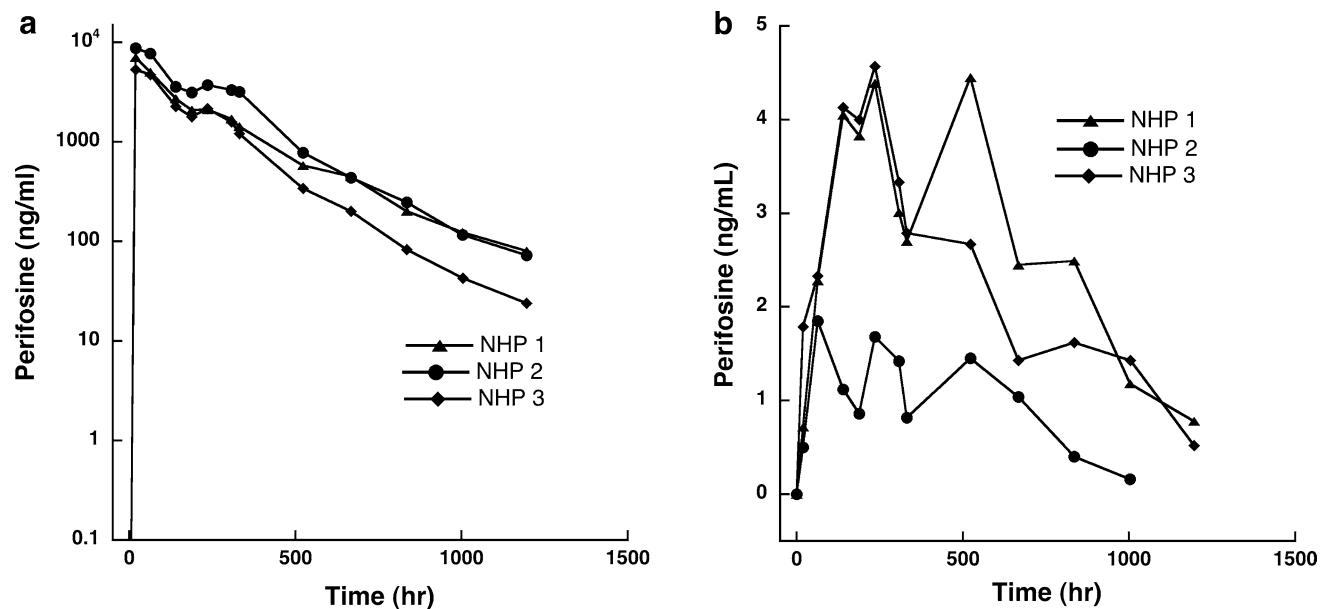 a
10⁴
1000
100
10
1
0.1
Perifosine (ng/ml)
NHP 1
NHP 2
NHP 3
0
500
1000
1500
Time (hr)
b
5
4
3
2
1
0
Perifosine (ng/mL)
NHP 1
NHP 2
NHP 3
0
500
1000
1500
Time (hr)